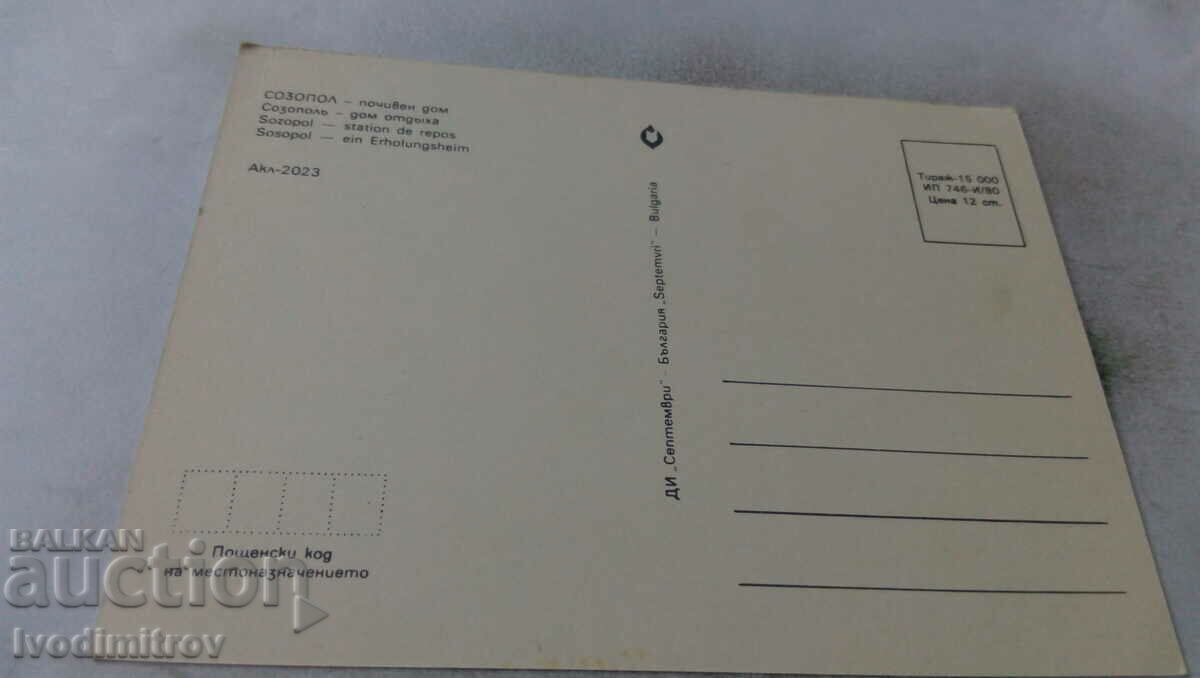 СОЗОПОЛ – почивен дом
Созополь – дом отдыха
Sozopol — station de repos
Sosopol — ein Erholungsheim
Акл-2023
Тираж-15 000
ИП 746-И/80
Цена 12 ст.
ДИ „Септември" – България „Septemvri" – Bulgaria
Пощенски код
на местоназначението
BALKAN
auction
Ivodimitrov